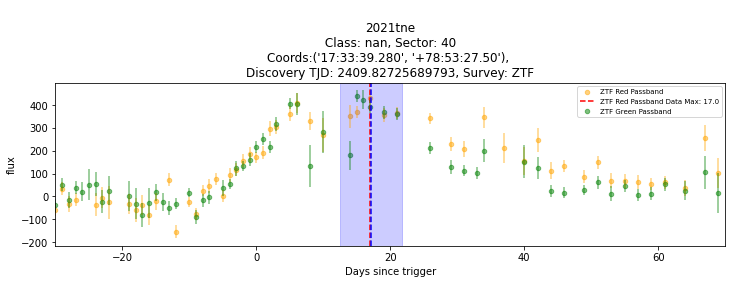 2021tne
Class: nan, Sector: 40
Coords:('17:33:39.280', '+78:53:27.50'),
Discovery TJD: 2409.82725689793, Survey: ZTF
ZTF Red Passband
ZTF Red Passband Data Max: 17.0
ZTF Green Passband
flux
400
300
200
100
0
−100
−200
−20
0
20
40
60
Days since trigger